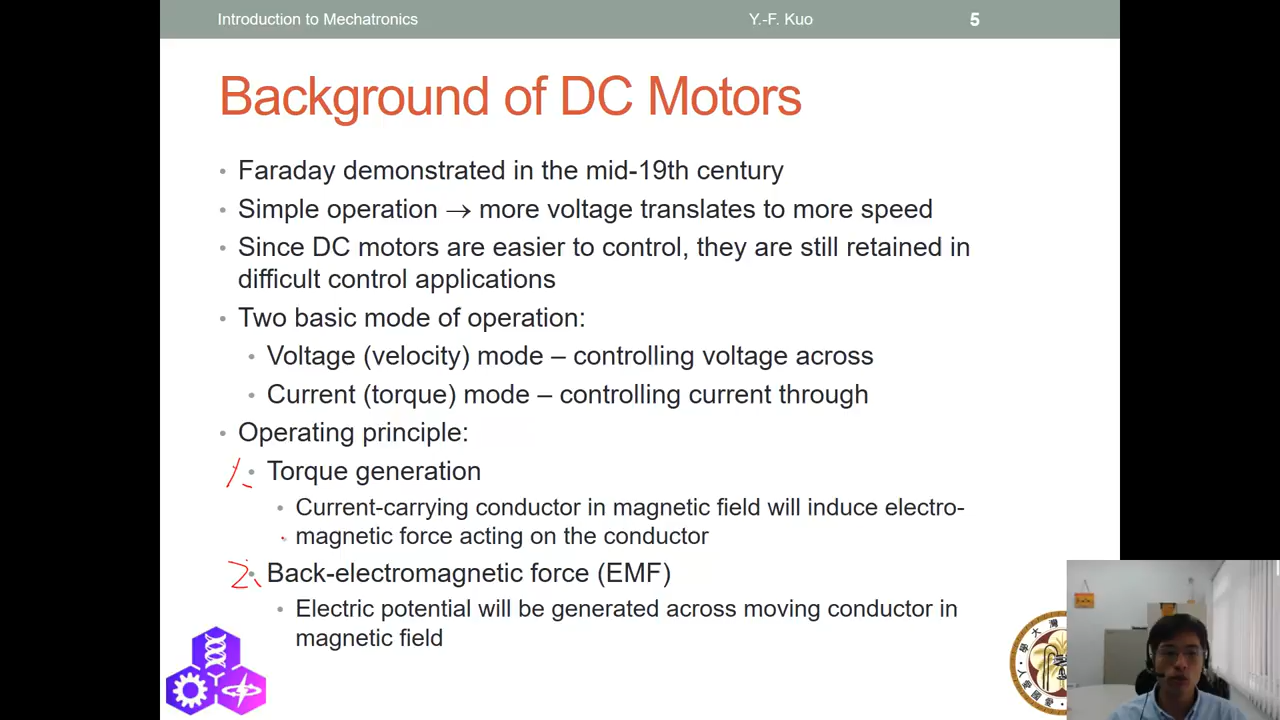 Introduction to Mechatronics Y.-F. Kuo 5
Background of DC Motors
• Faraday demonstrated in the mid-19th century
• Simple operation → more voltage translates to more speed
• Since DC motors are easier to control, they are still retained in
difficult control applications
• Two basic mode of operation:
• Voltage (velocity) mode – controlling voltage across
• Current (torque) mode – controlling current through
• Operating principle:
1. • Torque generation
• Current-carrying conductor in magnetic field will induce electro-
magnetic force acting on the conductor
2. • Back-electromagnetic force (EMF)
• Electric potential will be generated across moving conductor in
magnetic field